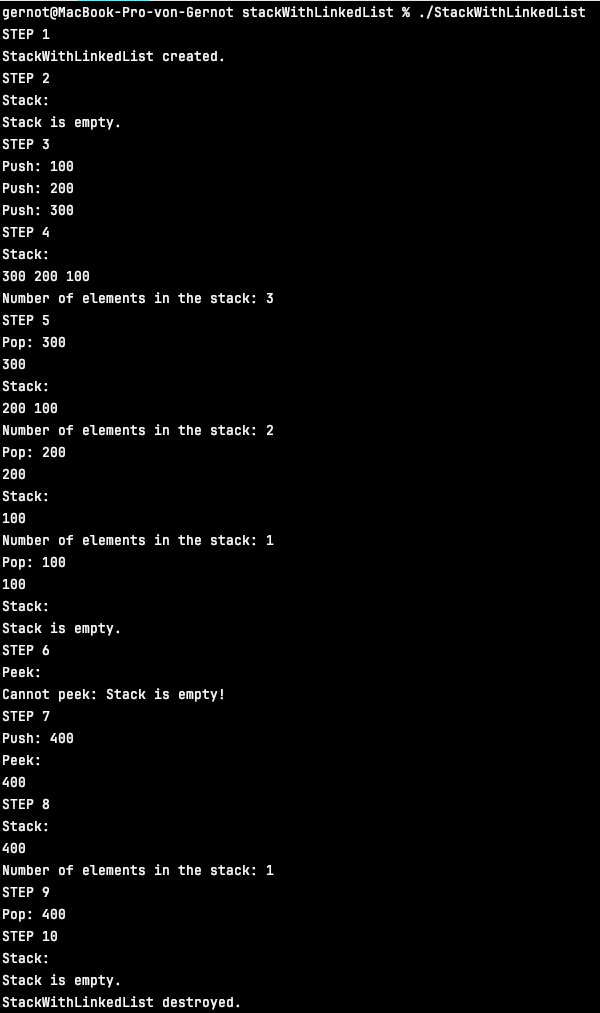 gernot@MacBook-Pro-von-Gernot stackWithLinkedList % ./StackWithLinkedList
STEP 1
StackWithLinkedList created.
STEP 2
Stack:
Stack is empty.
STEP 3
Push: 100
Push: 200
Push: 300
STEP 4
Stack:
300 200 100
Number of elements in the stack: 3
STEP 5
Pop: 300
300
Stack:
200 100
Number of elements in the stack: 2
Pop: 200
200
Stack:
100
Number of elements in the stack: 1
Pop: 100
100
Stack:
Stack is empty.
STEP 6
Peek:
Cannot peek: Stack is empty!
STEP 7
Push: 400
Peek:
400
STEP 8
Stack:
400
Number of elements in the stack: 1
STEP 9
Pop: 400
STEP 10
Stack:
Stack is empty.
StackWithLinkedList destroyed.